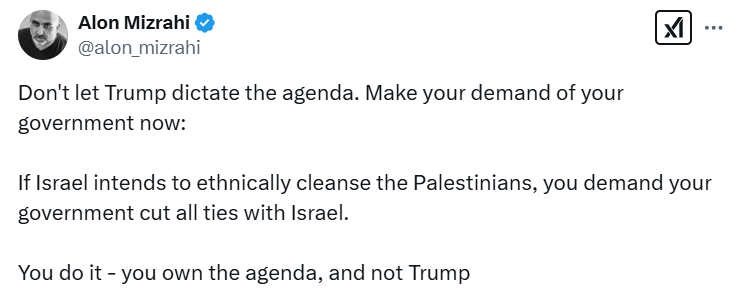 Alon Mizrahi
@alon_mizrahi
Don't let Trump dictate the agenda. Make your demand of your
government now:
If Israel intends to ethnically cleanse the Palestinians, you demand your
government cut all ties with Israel.
You do it - you own the agenda, and not Trump